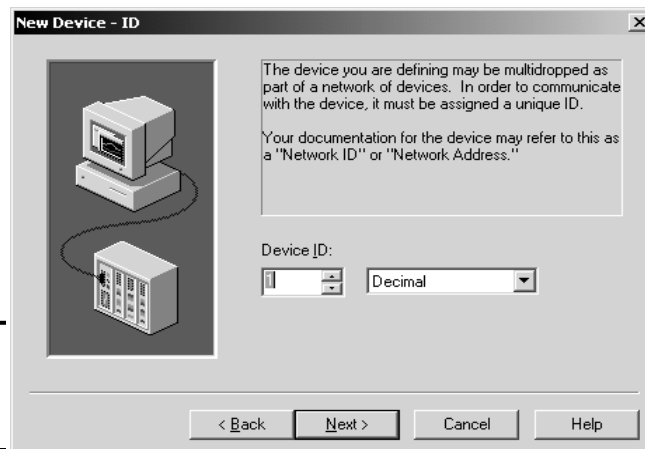 New Device - ID
The device you are defining may be multidropped as
part of a network of devices.  In order to communicate
with the device, it must be assigned a unique ID.
Your documentation for the device may refer to this as
a "Network ID" or "Network Address."
Device ID:
1 Decimal
< Back Next > Cancel Help